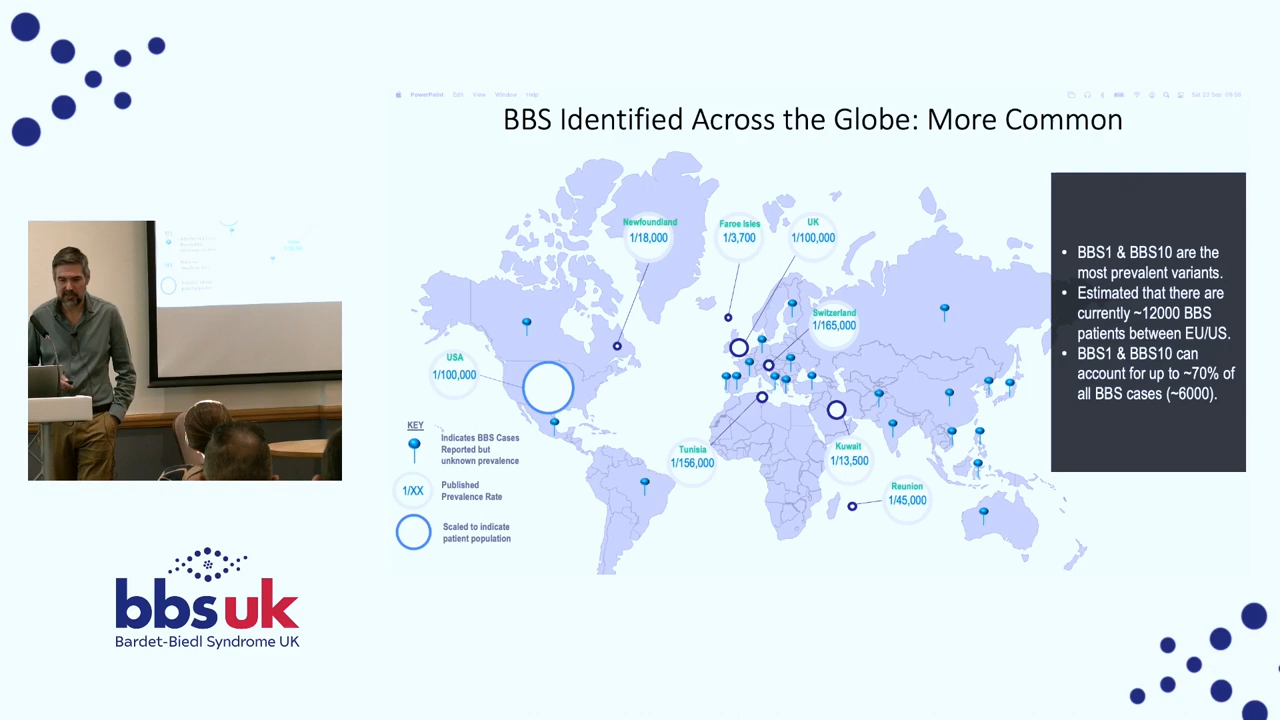 PowerPoint Edit View Window Help
Sat 23 Sep
BBS Identified Across the Globe: More Common
Newfoundland
1/18,000
Faroe Isles
1/3,700
UK
1/100,000
Switzerland
1/165,000
USA
1/100,000
Tunisia
1/156,000
Kuwait
1/13,500
Reunion
1/45,000
KEY
Indicates BBS Cases
Reported but
unknown prevalence
1/XX
Published
Prevalence Rate
Scaled to indicate
patient population
• BBS1 & BBS10 are the
most prevalent variants.
• Estimated that there are
currently ~12000 BBS
patients between EU/US.
• BBS1 & BBS10 can
account for up to ~70% of
all BBS cases (~6000).
bbsuk
Bardet-Biedl Syndrome UK